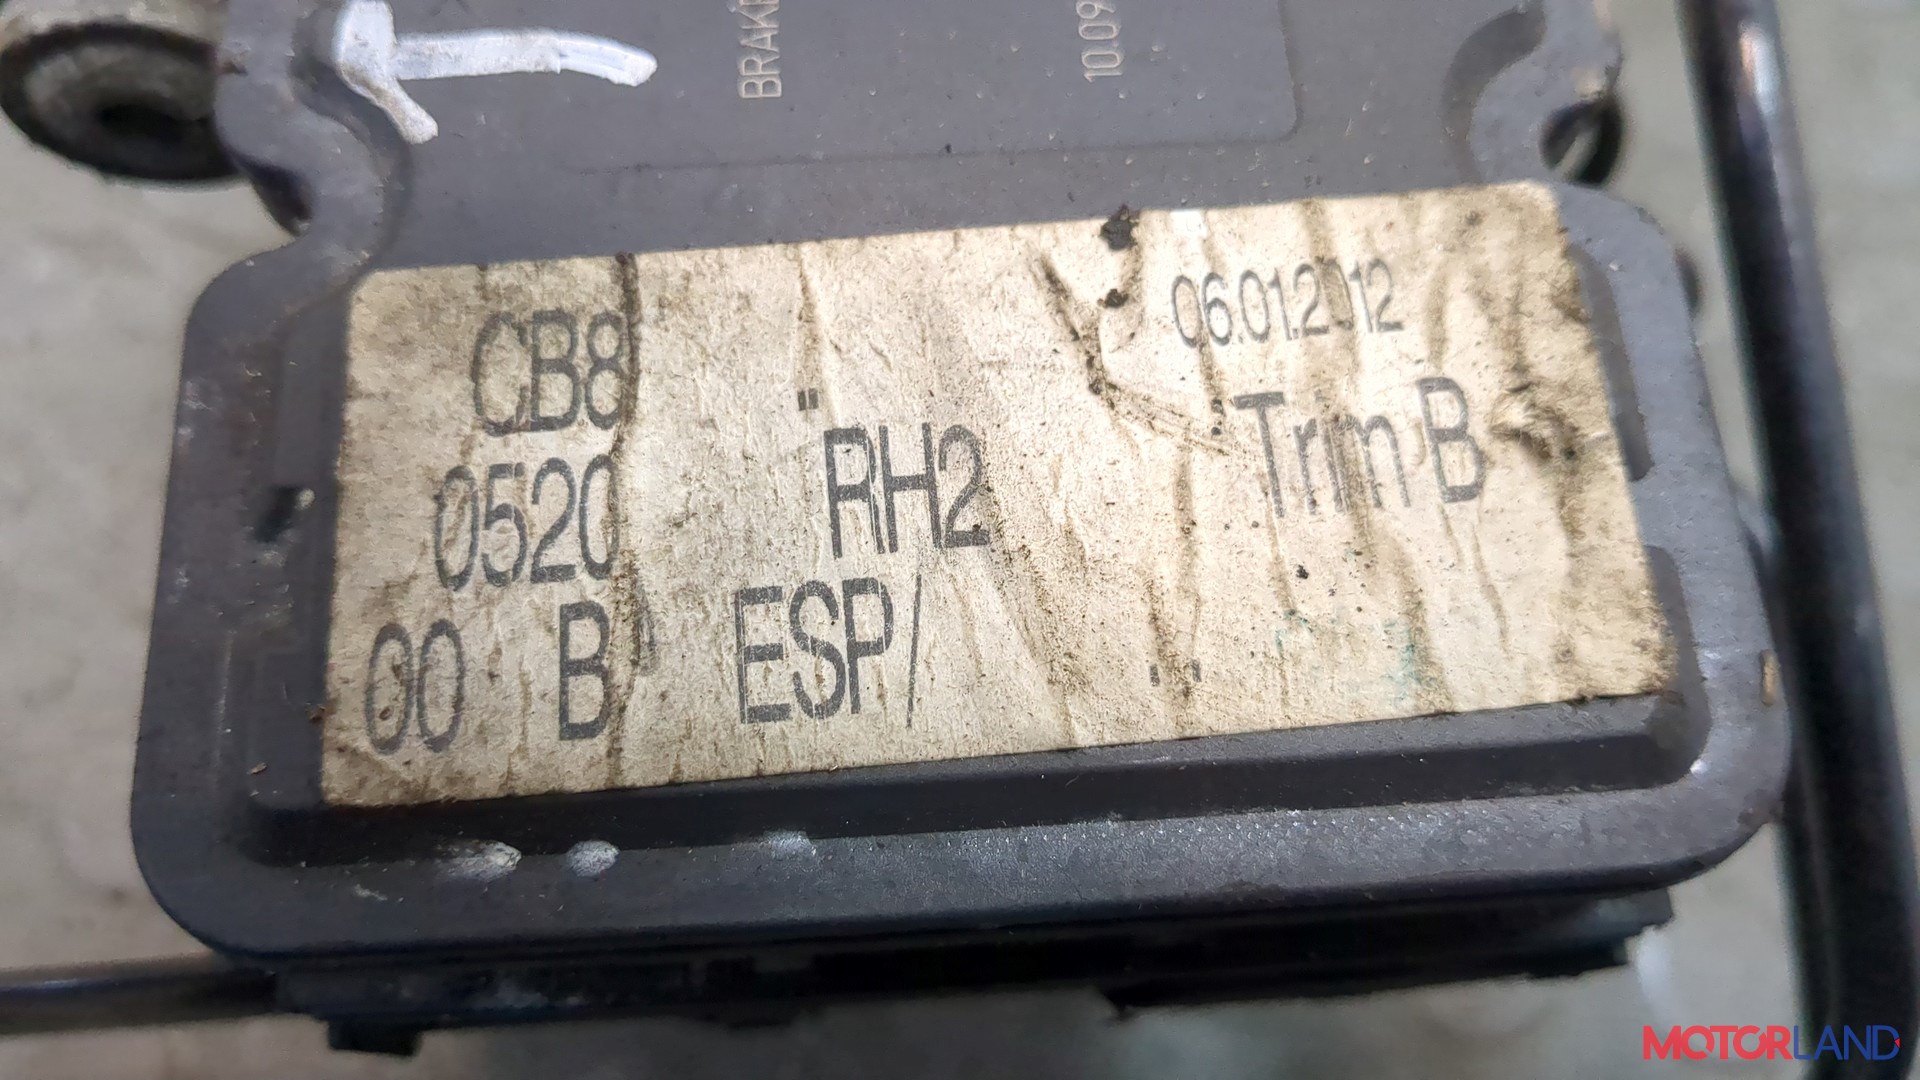 BRAKE
10.09
CB8
06.01.2012
0520
RH2
Trim B
00 B
ESP/
MOTORLAND